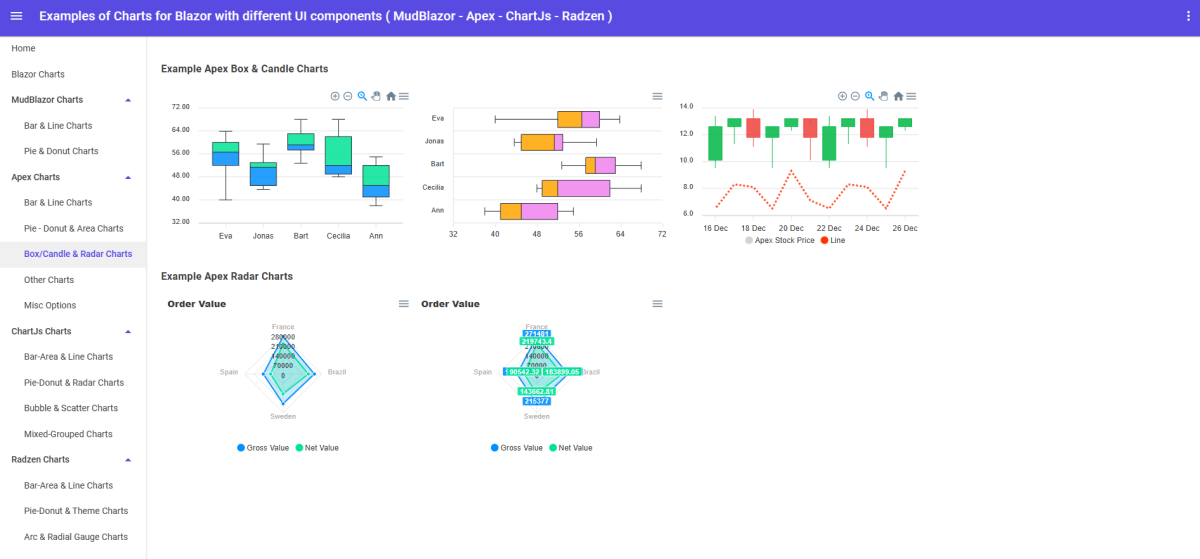 Examples of Charts for Blazor with different UI components ( MudBlazor - Apex - ChartJs - Radzen )
Home
Blazor Charts
MudBlazor Charts
Bar & Line Charts
Pie & Donut Charts
Apex Charts
Bar & Line Charts
Pie - Donut & Area Charts
Box/Candle & Radar Charts
Other Charts
Misc Options
ChartJs Charts
Bar-Area & Line Charts
Pie-Donut & Radar Charts
Bubble & Scatter Charts
Mixed-Grouped Charts
Radzen Charts
Bar-Area & Line Charts
Pie-Donut & Theme Charts
Arc & Radial Gauge Charts
Example Apex Box & Candle Charts
72.00
64.00
56.00
48.00
40.00
32.00
Eva Jonas Bart Cecilia Ann
Eva
Jonas
Bart
Cecilia
Ann
32 40 48 56 64 72
14.0
12.0
10.0
8.0
6.0
16 Dec 18 Dec 20 Dec 22 Dec 24 Dec 26 Dec
Apex Stock Price Line
Example Apex Radar Charts
Order Value
France
280000
210000
140000
70000
0
Spain Brazil
Sweden
Gross Value Net Value
Order Value
France
271481
219743.4
140000
70000
Spain 90542.32 183899.05
143662.51
215377
Sweden
Gross Value Net Value